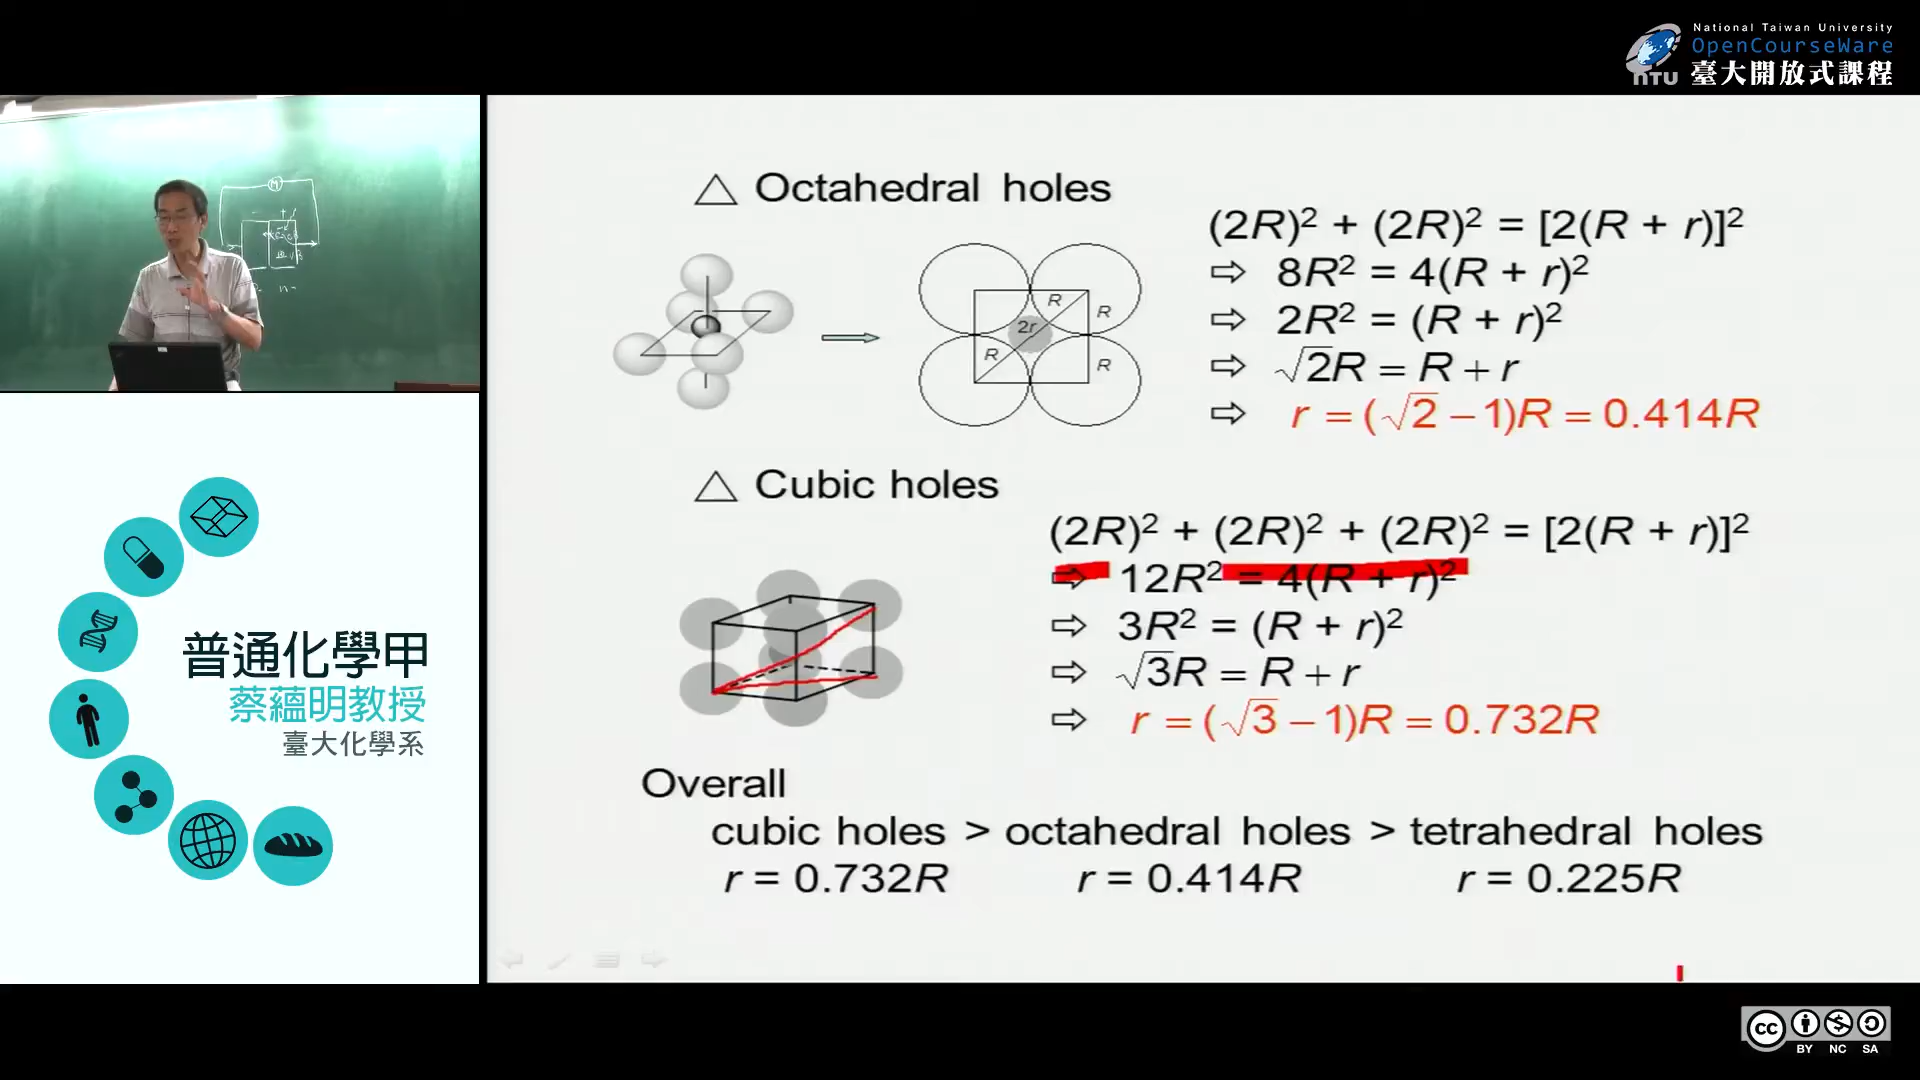 National Taiwan University
OpenCourseWare
臺大開放式課程
NTU
△ Octahedral holes
(2R)² + (2R)² = [2(R + r)]²
⇨ 8R² = 4(R + r)²
⇨ 2R² = (R + r)²
⇨ √2R = R + r
⇨ r = (√2 − 1)R = 0.414R
R
R
2r
R
R
△ Cubic holes
(2R)² + (2R)² + (2R)² = [2(R + r)]²
⇨ 12R² = 4(R + r)²
⇨ 3R² = (R + r)²
⇨ √3R = R + r
⇨ r = (√3 − 1)R = 0.732R
Overall
cubic holes > octahedral holes > tetrahedral holes
r = 0.732R r = 0.414R r = 0.225R
普通化學甲
蔡蘊明教授
臺大化學系
cc
BY NC SA